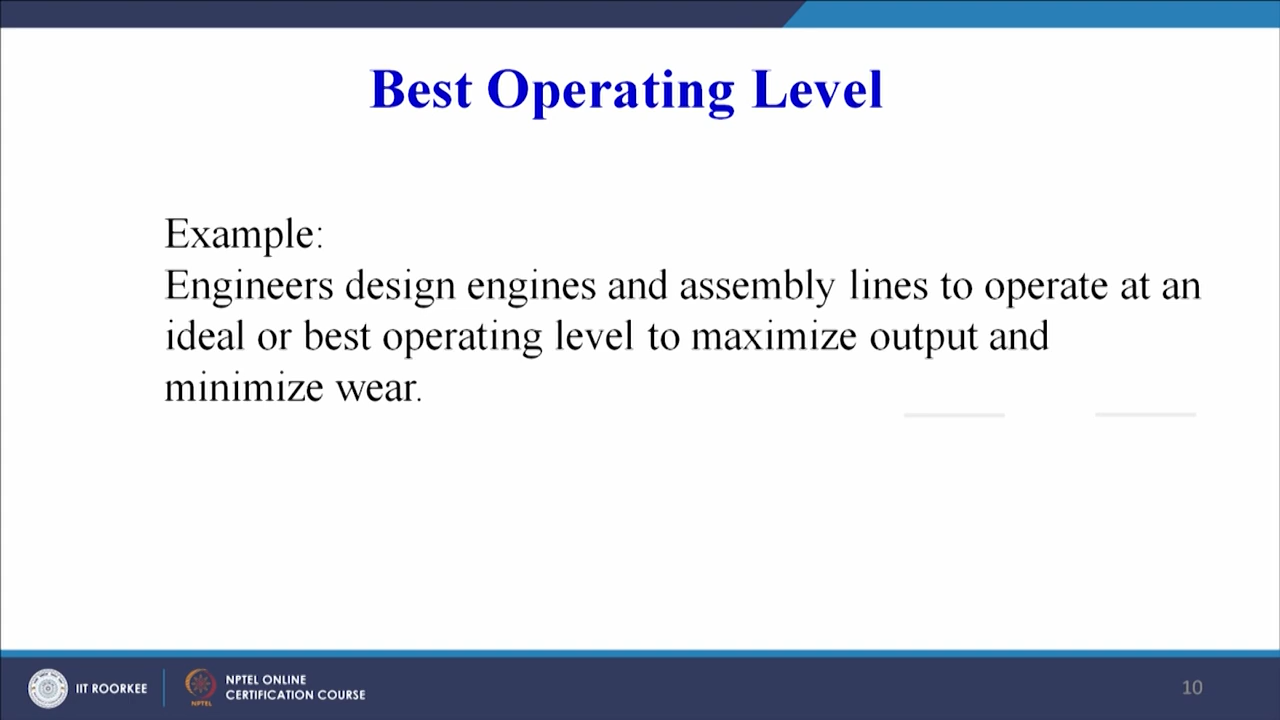 Best Operating Level
Example:
Engineers design engines and assembly lines to operate at an
ideal or best operating level to maximize output and
minimize wear.
IIT ROORKEE
NPTEL
NPTEL ONLINE
CERTIFICATION COURSE
10